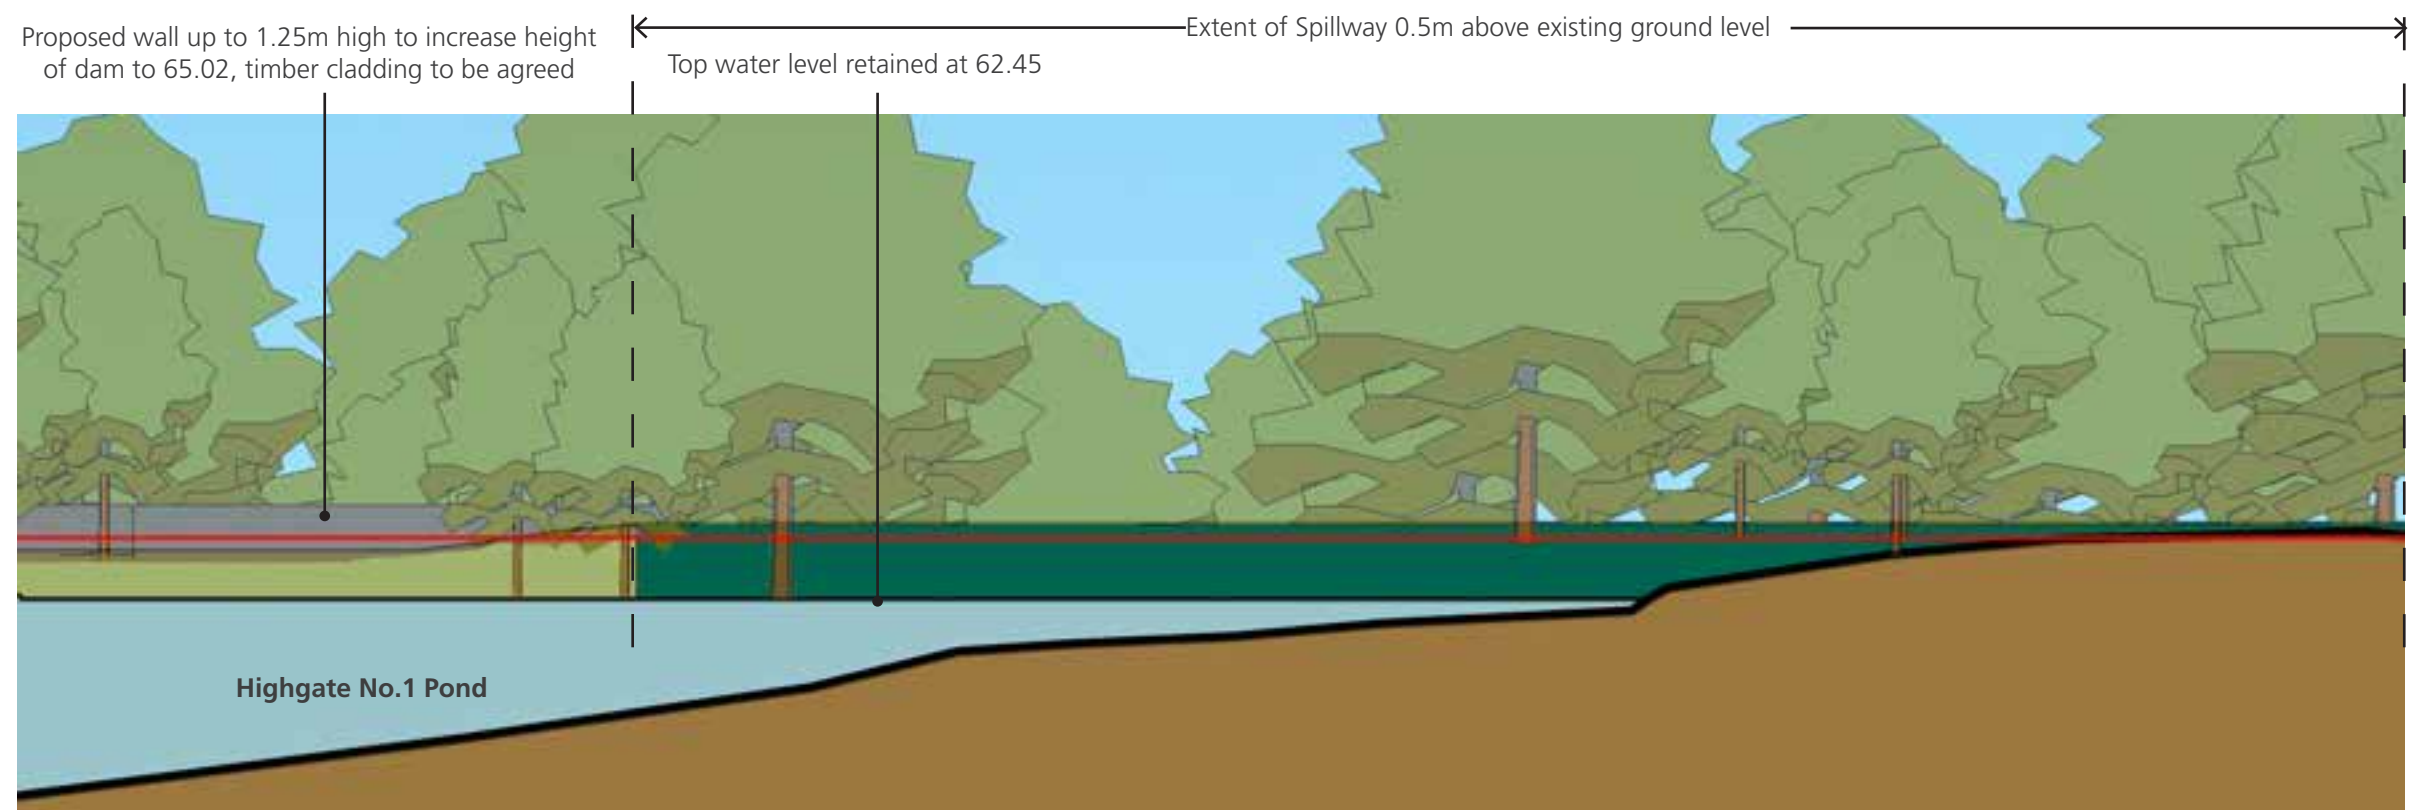 Proposed wall up to 1.25m high to increase height
of dam to 65.02, timber cladding to be agreed
Extent of Spillway 0.5m above existing ground level
Top water level retained at 62.45
Highgate No.1 Pond